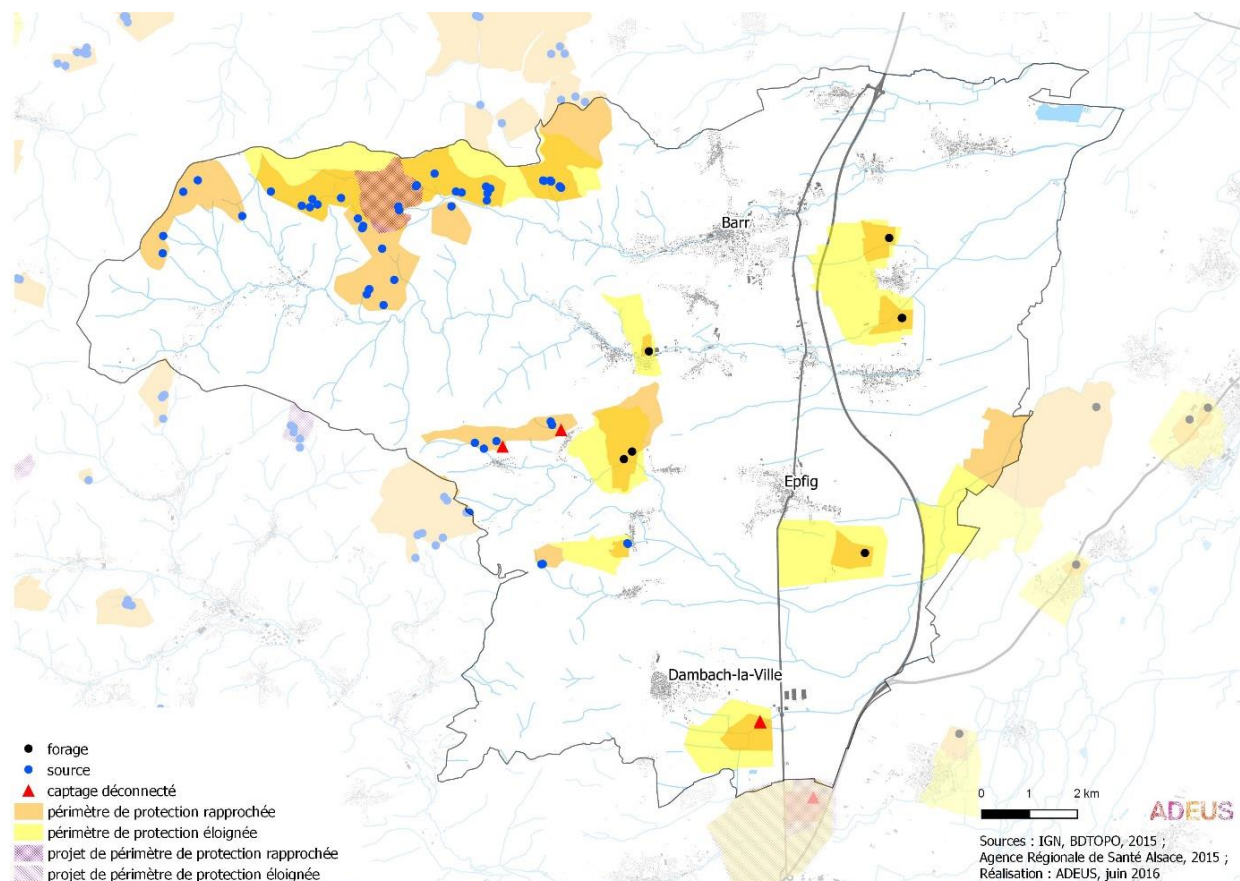 Barr
Epfig
Dambach-la-Ville
forage
source
captage déconnecté
périmètre de protection rapprochée
périmètre de protection éloignée
projet de périmètre de protection rapprochée
projet de périmètre de protection éloignée
0 1 2 km
ADEUS
Sources : IGN, BDTOPO, 2015 ;
Agence Régionale de Santé Alsace, 2015 ;
Réalisation : ADEUS, juin 2016